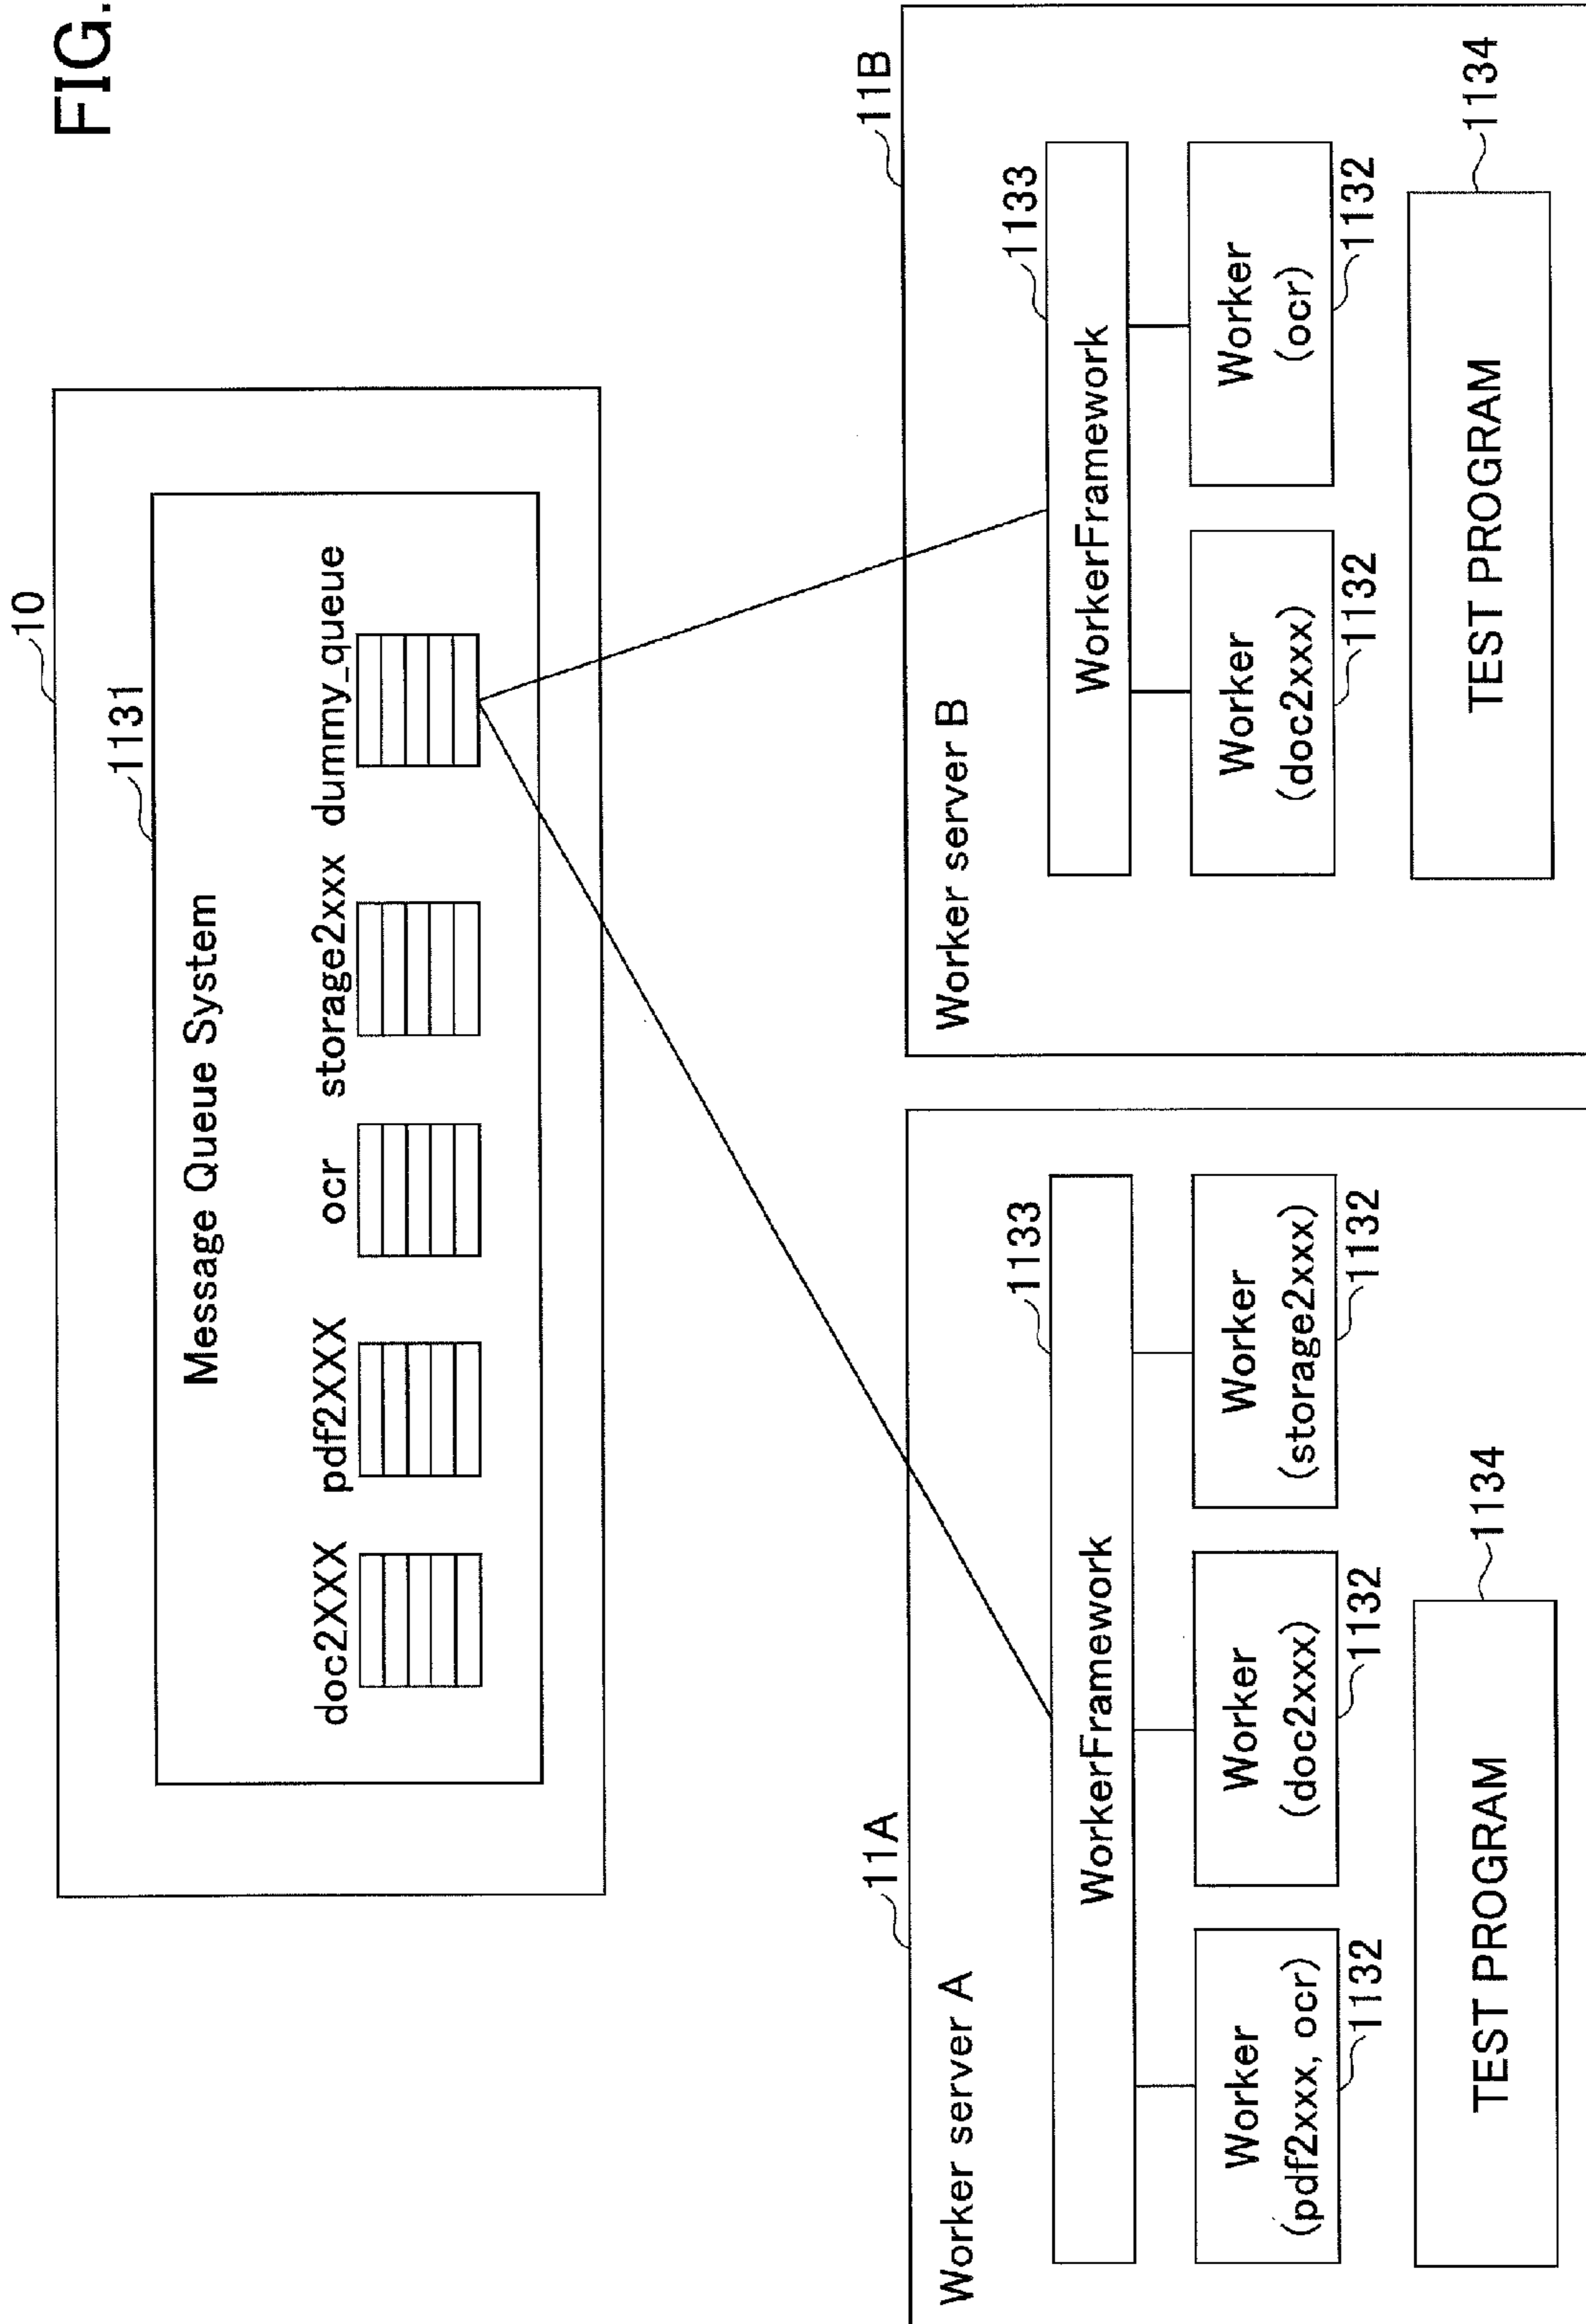 FIG.
10
1131
Message Queue System
doc2XXX pdf2XXX ocr storage2xxx dummy_queue
11A
Worker server A
1133
WorkerFramework
Worker
(pdf2xxx, ocr)
1132
Worker
(doc2xxx)
1132
Worker
(storage2xxx)
1132
TEST PROGRAM
1134
11B
Worker server B
1133
WorkerFramework
Worker
(doc2xxx)
1132
Worker
(ocr)
1132
TEST PROGRAM
1134